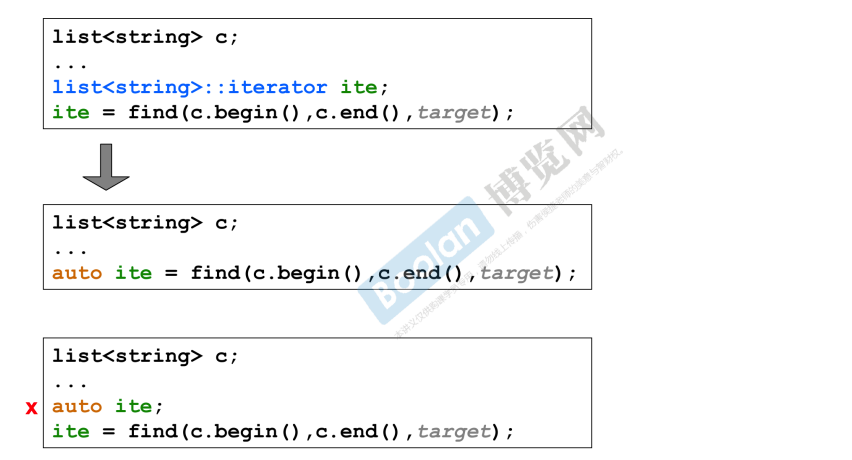 list<string> c;
...
list<string>::iterator ite;
ite = find(c.begin(),c.end(),target);
list<string> c;
...
auto ite = find(c.begin(),c.end(),target);
Boolan 博览网
list<string> c;
...
x auto ite;
ite = find(c.begin(),c.end(),target);